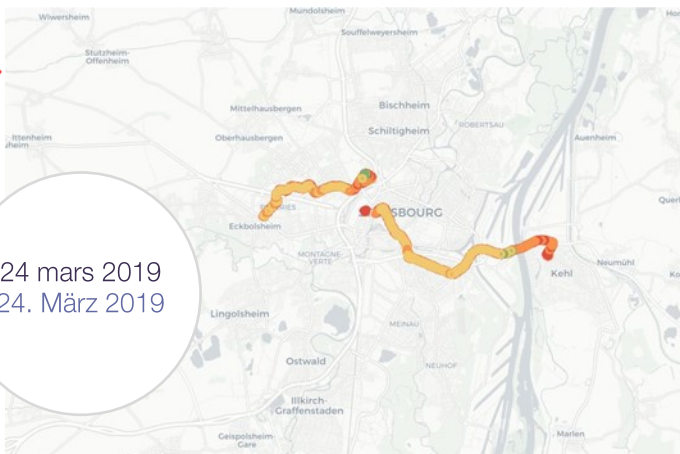 Wiwersheim
Mundolsheim
Souffelweyersheim
Stutzheim-
Offenheim
Mittelhausbergen
Bischheim
ROBERTSAU
Schiltigheim
Ittenheim
Oberhausbergen
Auenheim
Eckbolsheim
SBOURG
MONTAGNE
VERTE
Neumühl
Kehl
24 mars 2019
24. März 2019
Lingolsheim
MEINAU
Ostwald
NEUHOF
Illkirch-
Graffenstaden
Geispolsheim-
Gare
Marlen